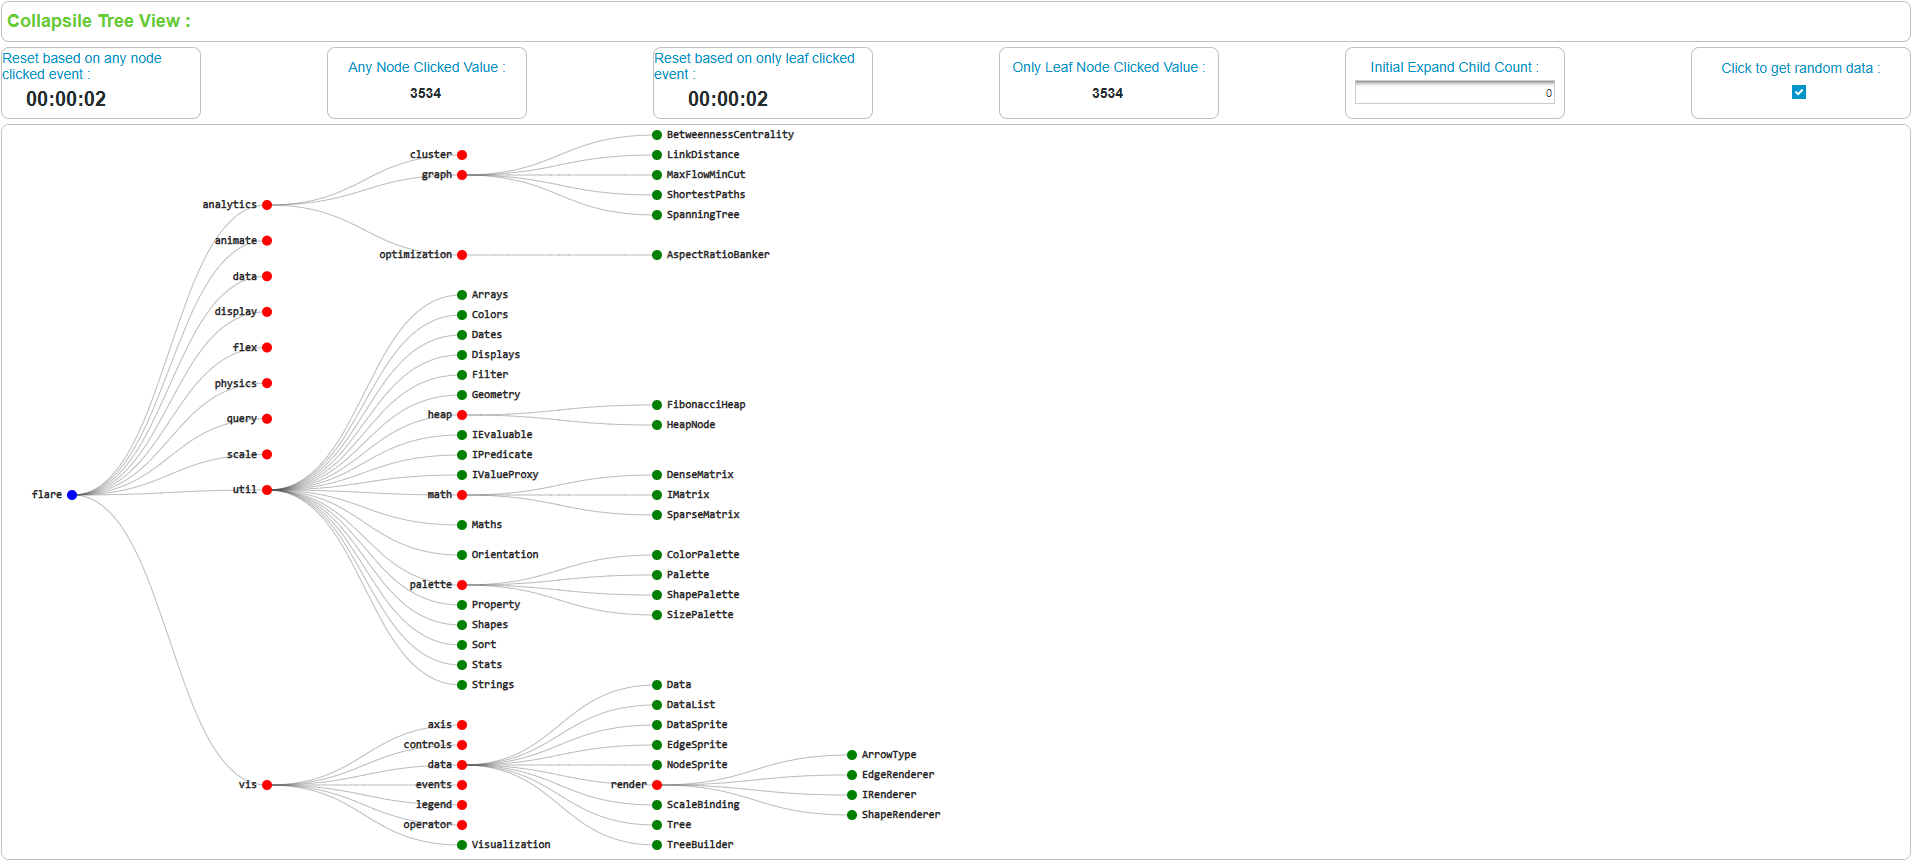 Collapsile Tree View :
Reset based on any node
clicked event :
00:00:02
Any Node Clicked Value :
3534
Reset based on only leaf clicked
event :
00:00:02
Only Leaf Node Clicked Value :
3534
Initial Expand Child Count :
0
Click to get random data :
flare
analytics
animate
data
display
flex
physics
query
scale
util
vis
cluster
graph
optimization
Arrays
Colors
Dates
Displays
Filter
Geometry
heap
IEvaluable
IPredicate
IValueProxy
math
Maths
Orientation
palette
Property
Shapes
Sort
Stats
Strings
axis
controls
data
events
legend
operator
Visualization
BetweennessCentrality
LinkDistance
MaxFlowMinCut
ShortestPaths
SpanningTree
AspectRatioBanker
FibonacciHeap
HeapNode
DenseMatrix
IMatrix
SparseMatrix
ColorPalette
Palette
ShapePalette
SizePalette
Data
DataList
DataSprite
EdgeSprite
NodeSprite
render
ScaleBinding
Tree
TreeBuilder
ArrowType
EdgeRenderer
IRenderer
ShapeRenderer